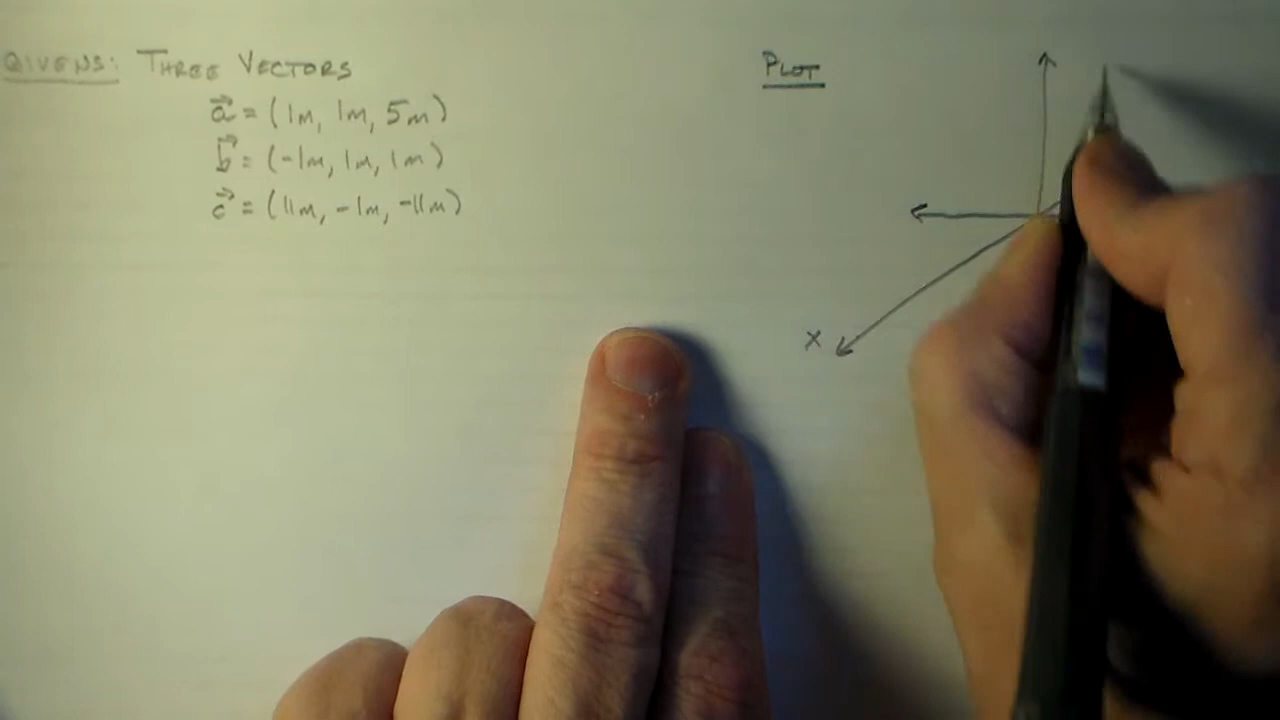 GIVENS: THREE VECTORS
a⃗ = (1m, 1m, 5m)
b⃗ = (-1m, 1m, 1m)
c⃗ = (11m, -1m, -11m)
PLOT
X